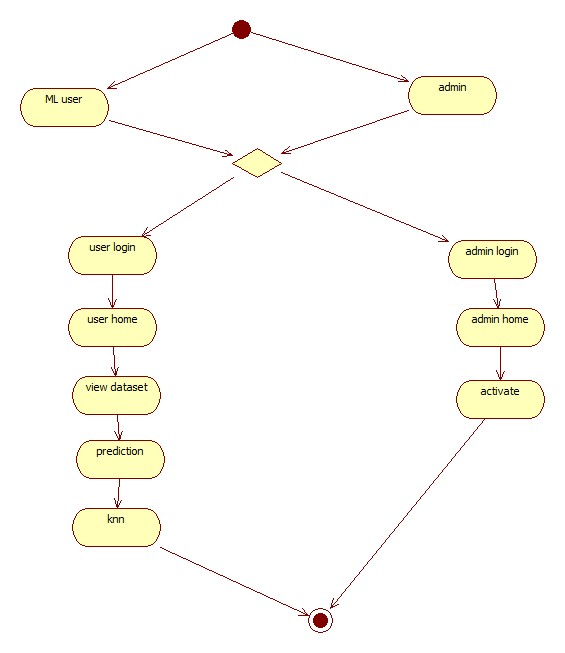 ML user
admin
user login
admin login
user home
admin home
view dataset
activate
prediction
knn